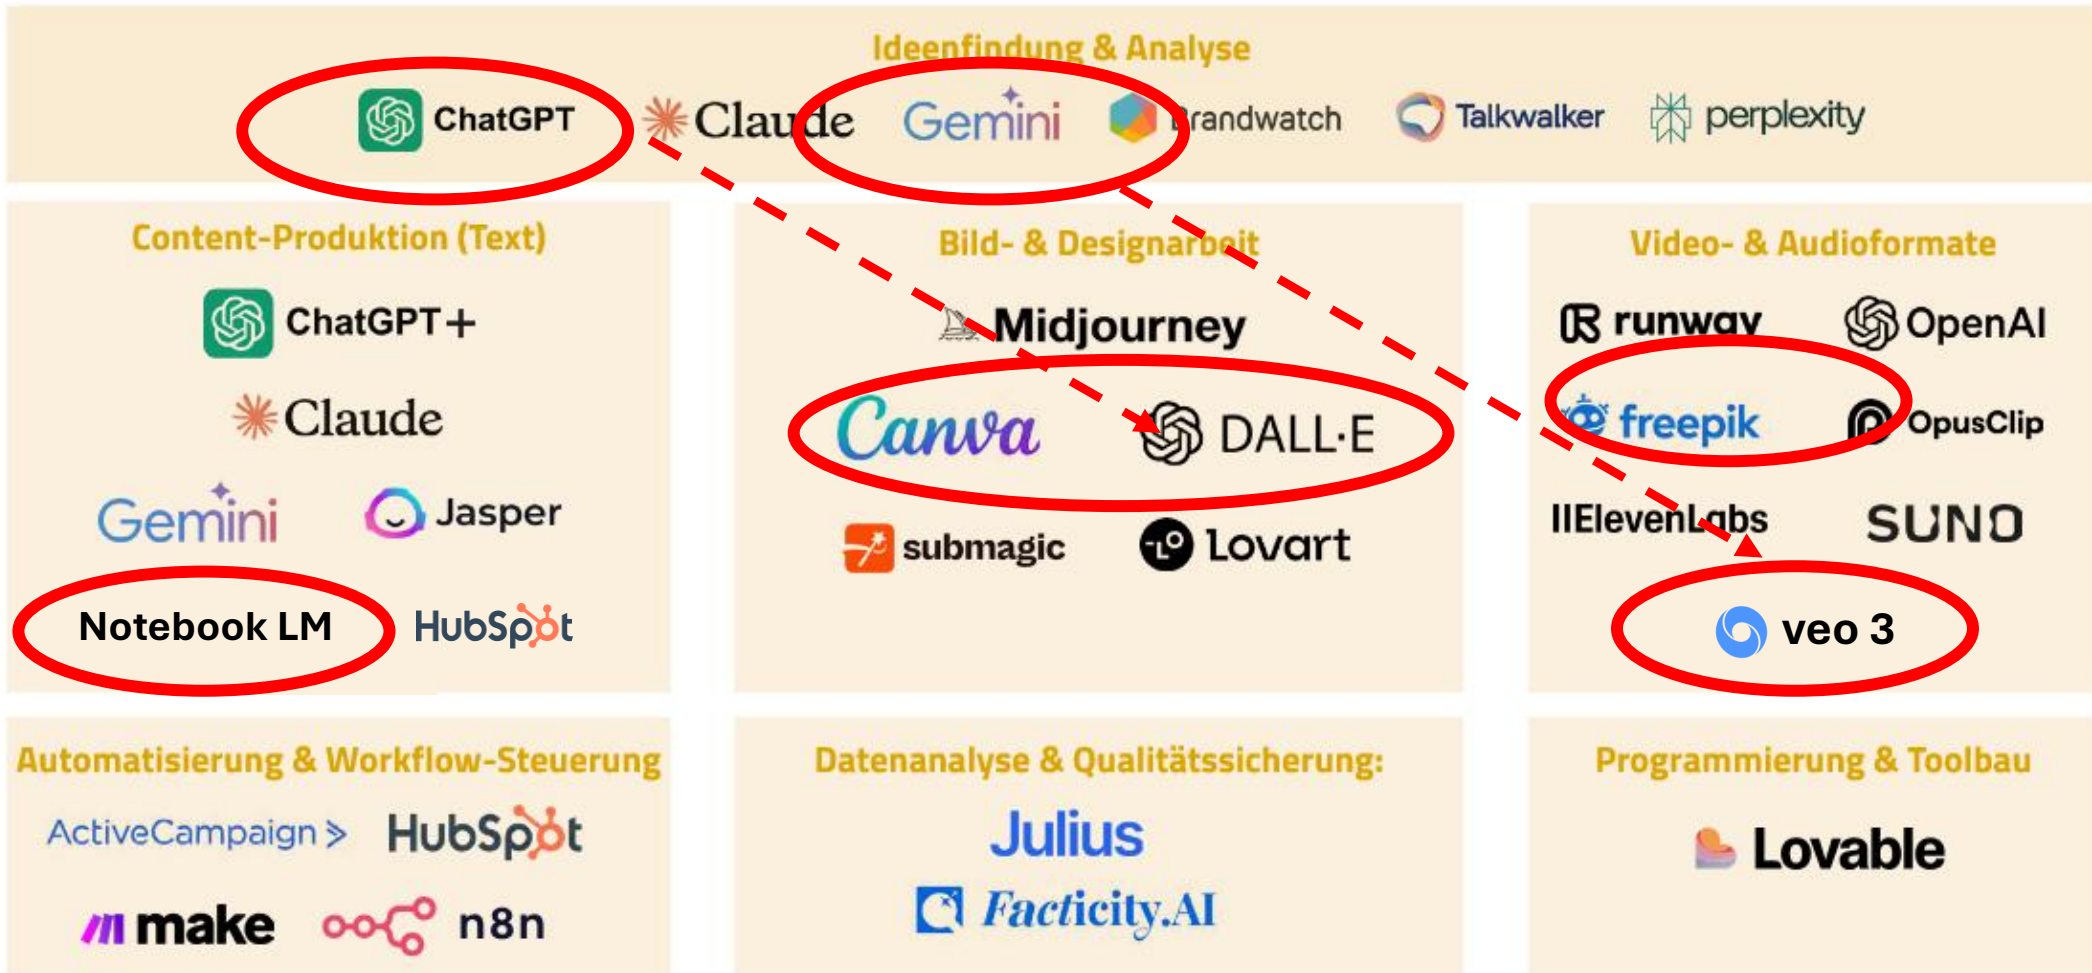 Ideenfindung & Analyse
ChatGPT Claude Gemini Brandwatch Talkwalker perplexity
Content-Produktion (Text)
ChatGPT+
Claude
Gemini Jasper
Notebook LM HubSpot
Bild- & Designarbeit
Midjourney
Canva DALL·E
submagic Lovart
Video- & Audioformate
runway OpenAI
freepik OpusClip
IIElevenLabs SUNO
veo 3
Automatisierung & Workflow-Steuerung
ActiveCampaign > HubSpot
make n8n
Datenanalyse & Qualitätssicherung:
Julius
Facticity.AI
Programmierung & Toolbau
Lovable